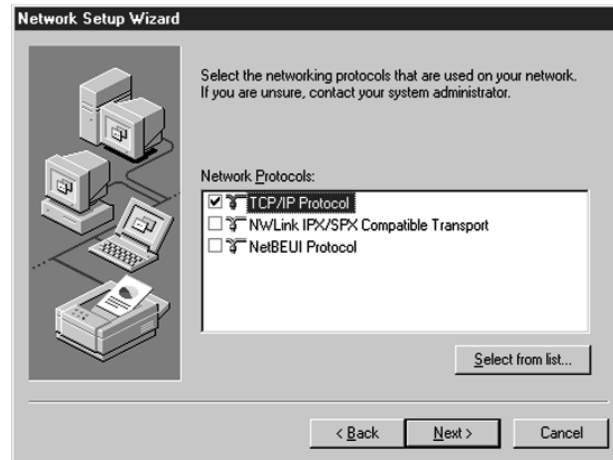 Network Setup Wizard
Select the networking protocols that are used on your network.
If you are unsure, contact your system administrator.
Network Protocols:
TCP/IP Protocol
NWLink IPX/SPX Compatible Transport
NetBEUI Protocol
Select from list...
< Back
Next >
Cancel